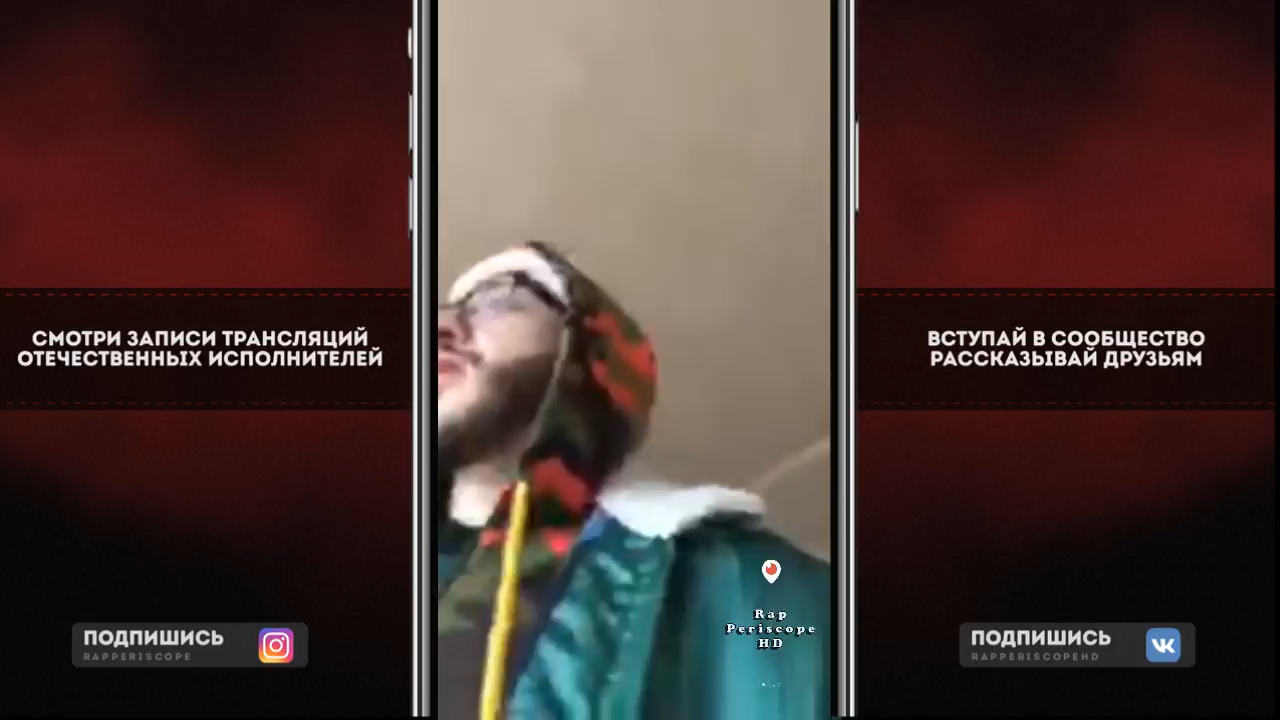 СМОТРИ ЗАПИСИ ТРАНСЛЯЦИЙ
ОТЕЧЕСТВЕННЫХ ИСПОЛНИТЕЛЕЙ
ВСТУПАЙ В СООБЩЕСТВО
РАССКАЗЫВАЙ ДРУЗЬЯМ
Rap
Periscope
HD
ПОДПИШИСЬ
RAPPERISCOPE
ПОДПИШИСЬ
RAPPERISCOPEHD